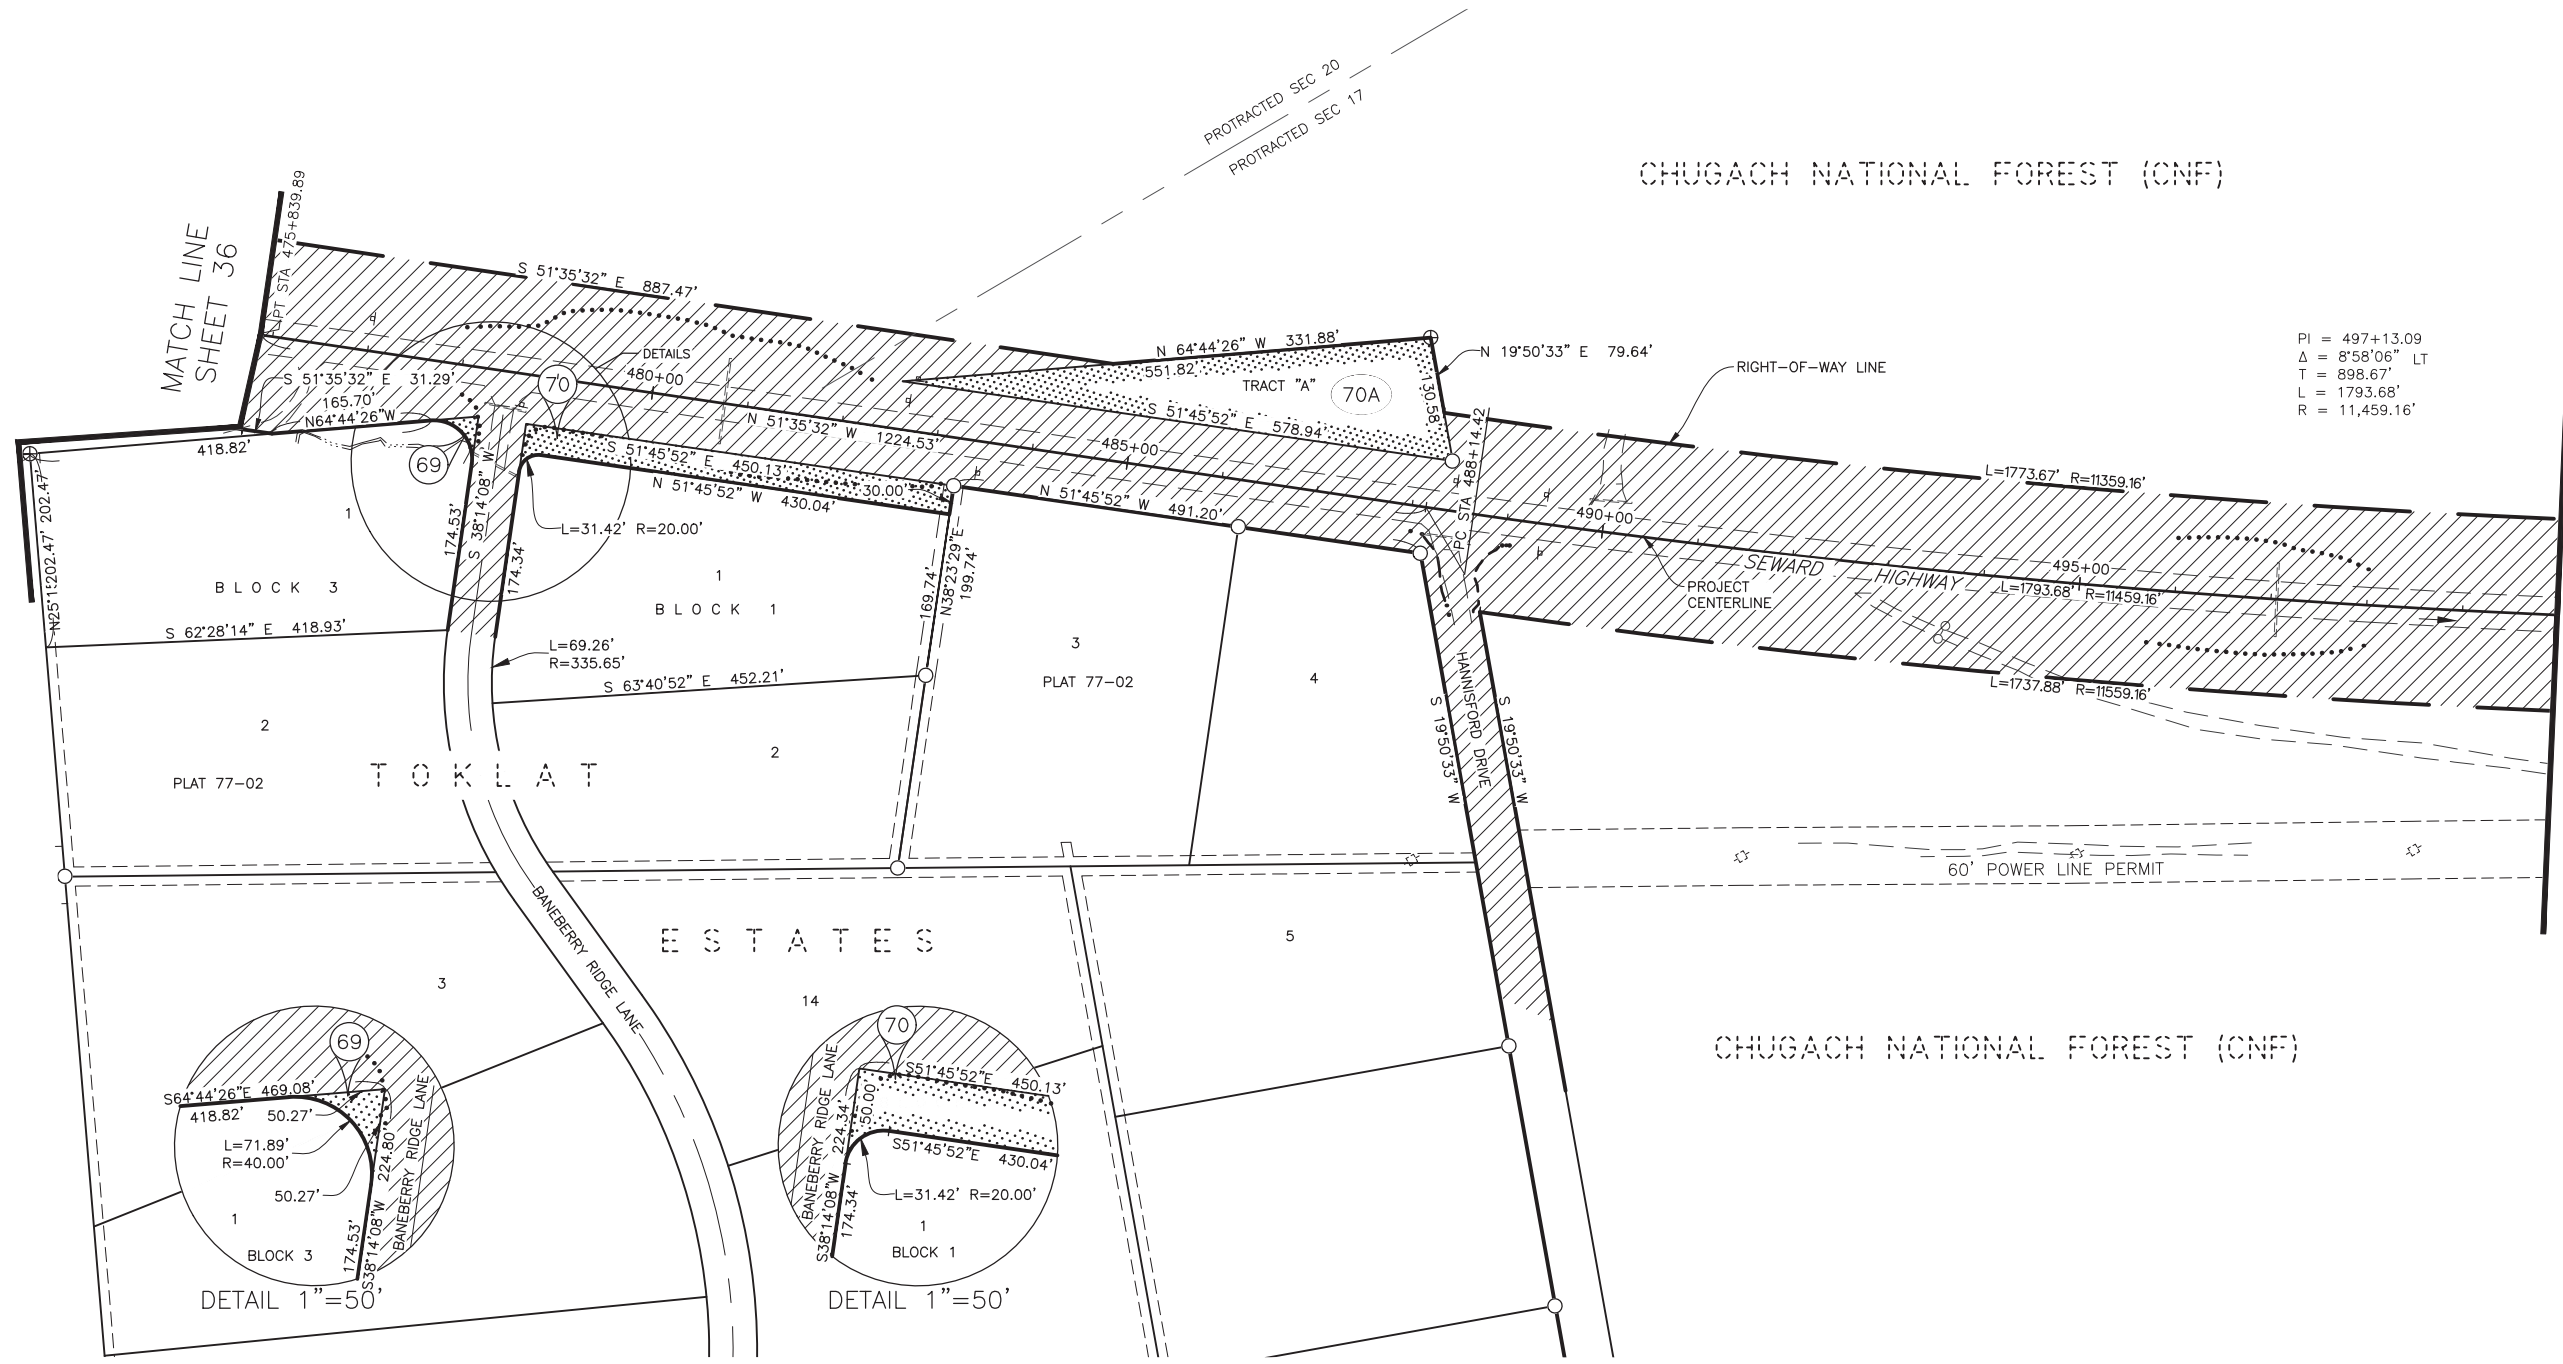 PROTRACTED SEC 20
PROTRACTED SEC 17
CHUGACH NATIONAL FOREST (CNF)
MATCH LINE
SHEET 36
STA 475+839.89
S 51°35'32" E 887.47'
DETAILS
70
480+00
S 51°35'32" E 31.29'
165.70'
N64°44'26"W
418.82'
69
N 64°44'26" W 331.88'
551.82'
TRACT "A"
70A
130.58'
N 19°50'33" E 79.64'
S 51°45'52" E 578.94'
RIGHT-OF-WAY LINE
PI = 497+13.09
Δ = 8°58'06" LT
T = 898.67'
L = 1793.68'
R = 11,459.16'
N 51°35'32" W 1224.53'
485+00
PC STA 488+14.42
S 51°45'52" E 450.13'
30.00'
N 51°45'52" W 430.04'
N 51°45'52" W 491.20'
490+00
L=1773.67' R=11359.16'
SEWARD HIGHWAY
495+00
L=1793.68' R=11459.16'
PROJECT
CENTERLINE
L=1737.88' R=11559.16'
202.47'
202.47'
174.53'
S 38°14'08" W
174.34'
L=31.42' R=20.00'
1
BLOCK 3
1
BLOCK 1
169.74'
N38°23'29"E
199.74'
S 62°28'14" E 418.93'
L=69.26'
R=335.65'
S 63°40'52" E 452.21'
3
PLAT 77-02
4
HANNISFORD DRIVE
S 19°50'33" W
S 19°50'33" W
2
PLAT 77-02
2
TOKLAT
60' POWER LINE PERMIT
BANEBERRY RIDGE LANE
ESTATES
3
14
5
CHUGACH NATIONAL FOREST (CNF)
69
S64°44'26"E 469.08'
418.82'
50.27'
L=71.89'
R=40.00'
50.27'
224.80'
BANEBERRY RIDGE LANE
174.53'
S38°14'08"W
1
BLOCK 3
DETAIL 1"=50'
70
S51°45'52"E 450.13'
50.00
224.34'
BANEBERRY RIDGE LANE
S51°45'52"E 430.04'
L=31.42' R=20.00'
S38°14'08"W
174.34'
1
BLOCK 1
DETAIL 1"=50'